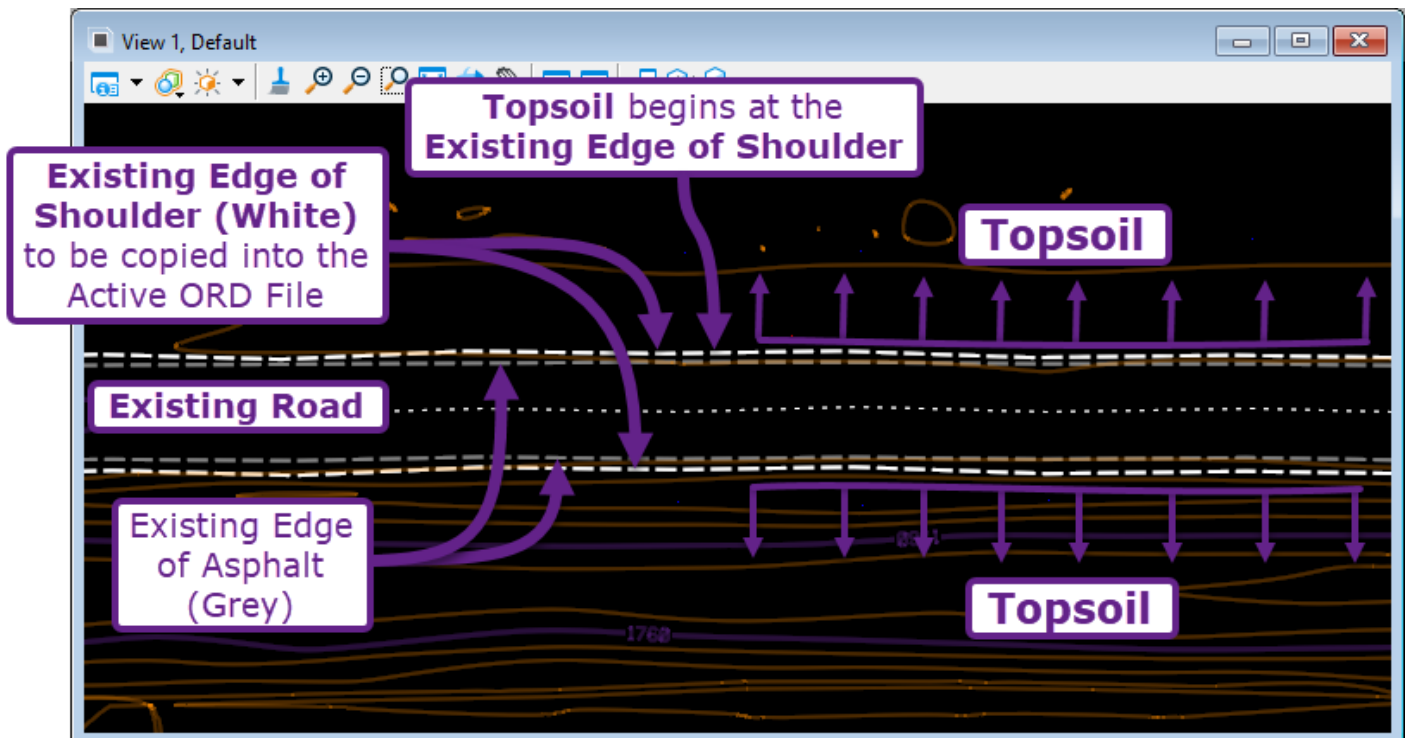 View 1, Default
Topsoil begins at the
Existing Edge of Shoulder
Existing Edge of
Shoulder (White)
to be copied into the
Active ORD File
Topsoil
Existing Road
Existing Edge
of Asphalt
(Grey)
Topsoil
1760